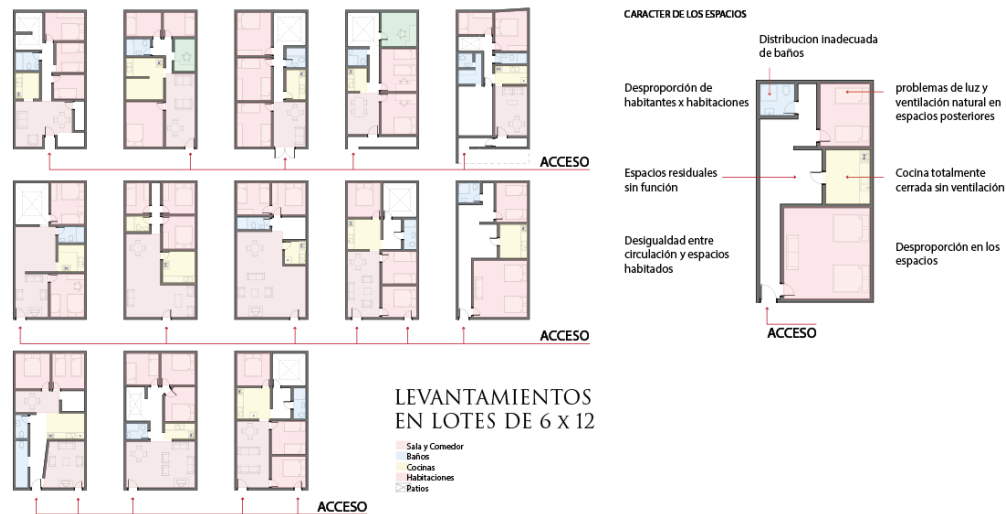 CARACTER DE LOS ESPACIOS
Distribucion inadecuada
de baños
Desproporción de
habitantes x habitaciones
problemas de luz y
ventilación natural en
espacios posteriores
Espacios residuales
sin función
Cocina totalmente
cerrada sin ventilación
Desigualdad entre
circulación y espacios
habitados
Desproporción en los
espacios
ACCESO
ACCESO
ACCESO
ACCESO
LEVANTAMIENTOS
EN LOTES DE 6 x 12
Sala y Comedor
Baños
Cocinas
Habitaciones
Patios